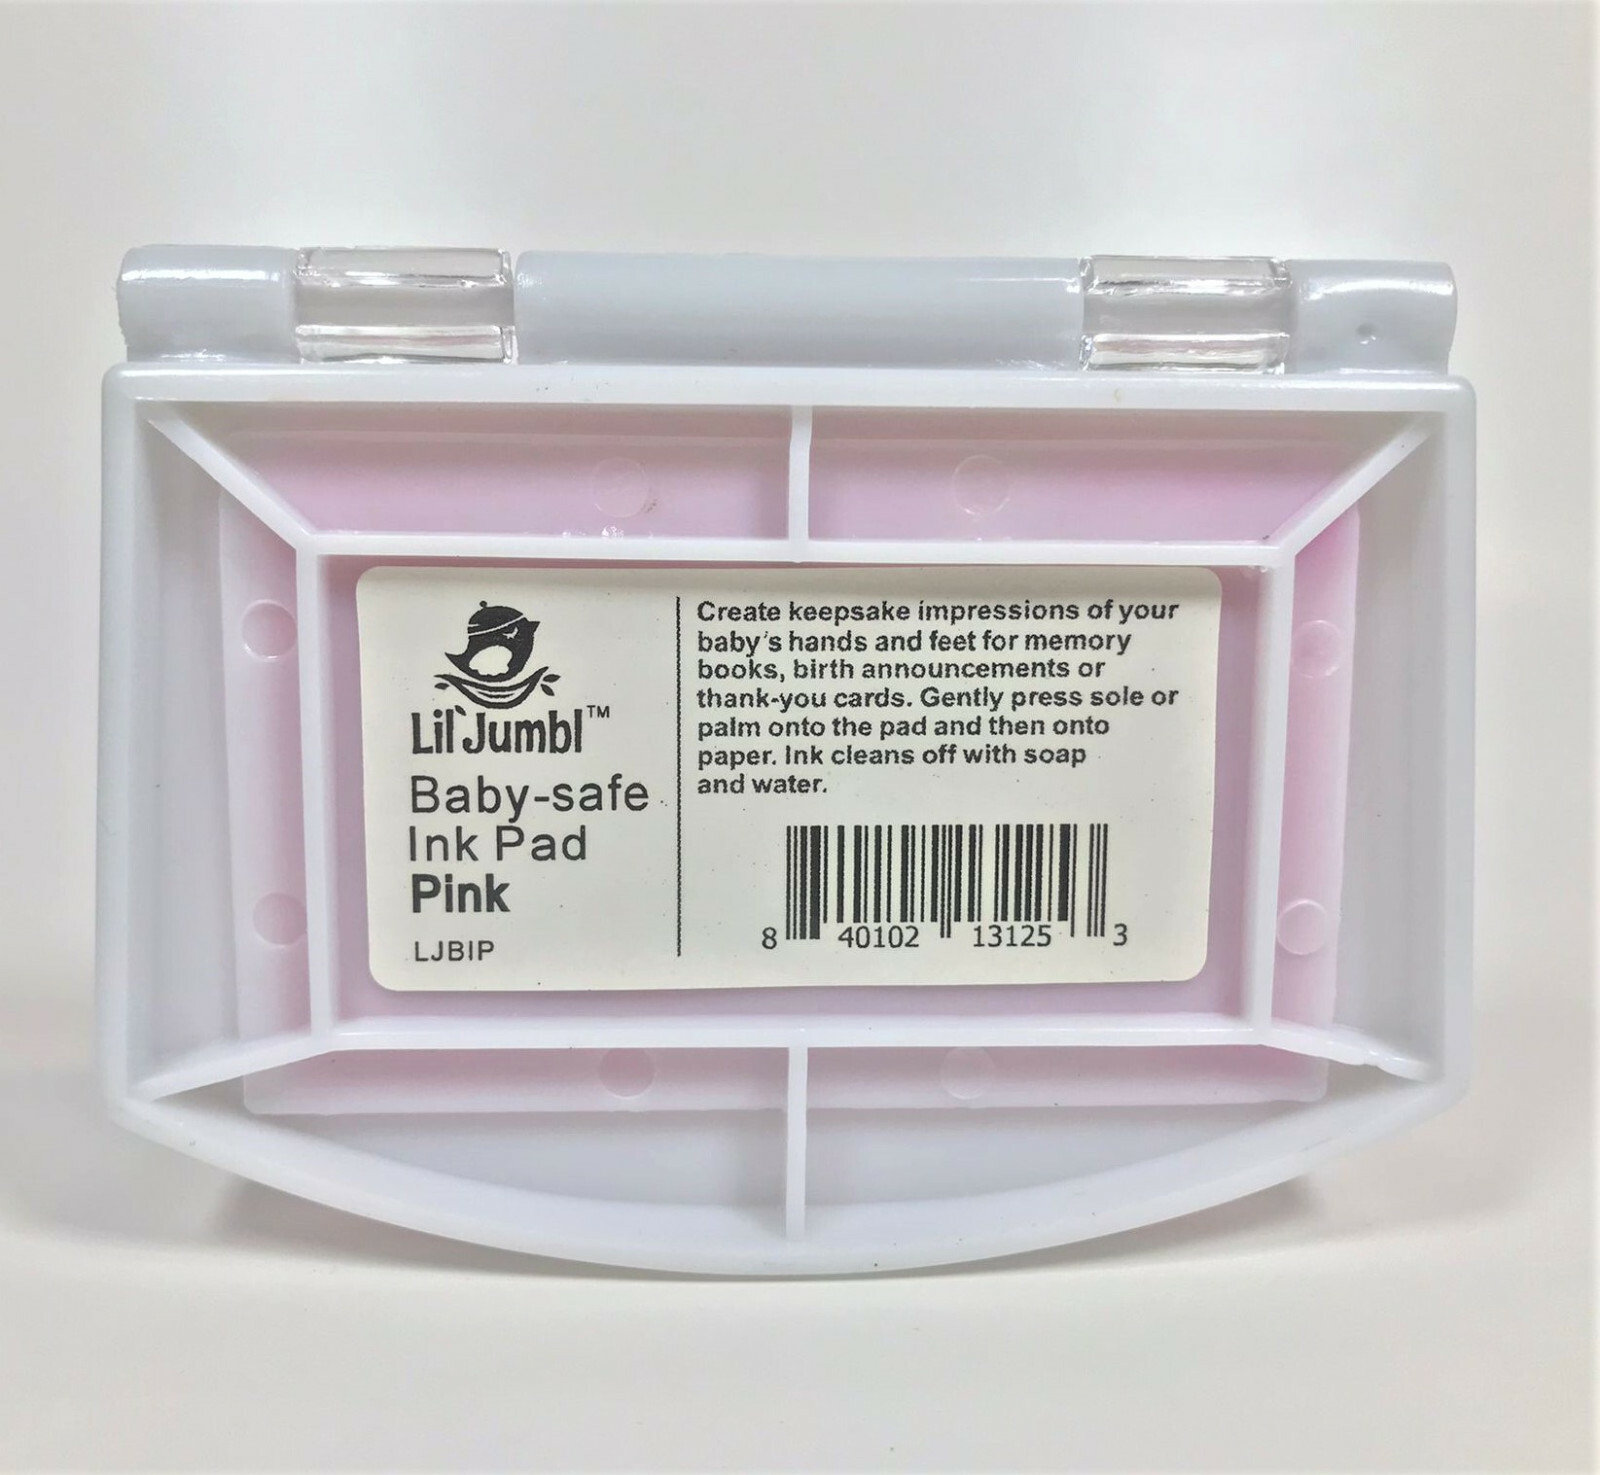 Lil'Jumbl™
Baby-safe
Ink Pad
Pink
LJBIP
Create keepsake impressions of your
baby's hands and feet for memory
books, birth announcements or
thank-you cards. Gently press sole or
palm onto the pad and then onto
paper. Ink cleans off with soap
and water.
8 40102 13125 3